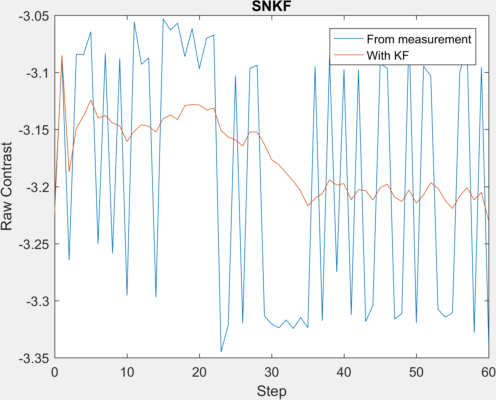 SNKF
From measurement
With KF
-3.05
-3.1
-3.15
-3.2
-3.25
-3.3
-3.35
Raw Contrast
0 10 20 30 40 50 60
Step